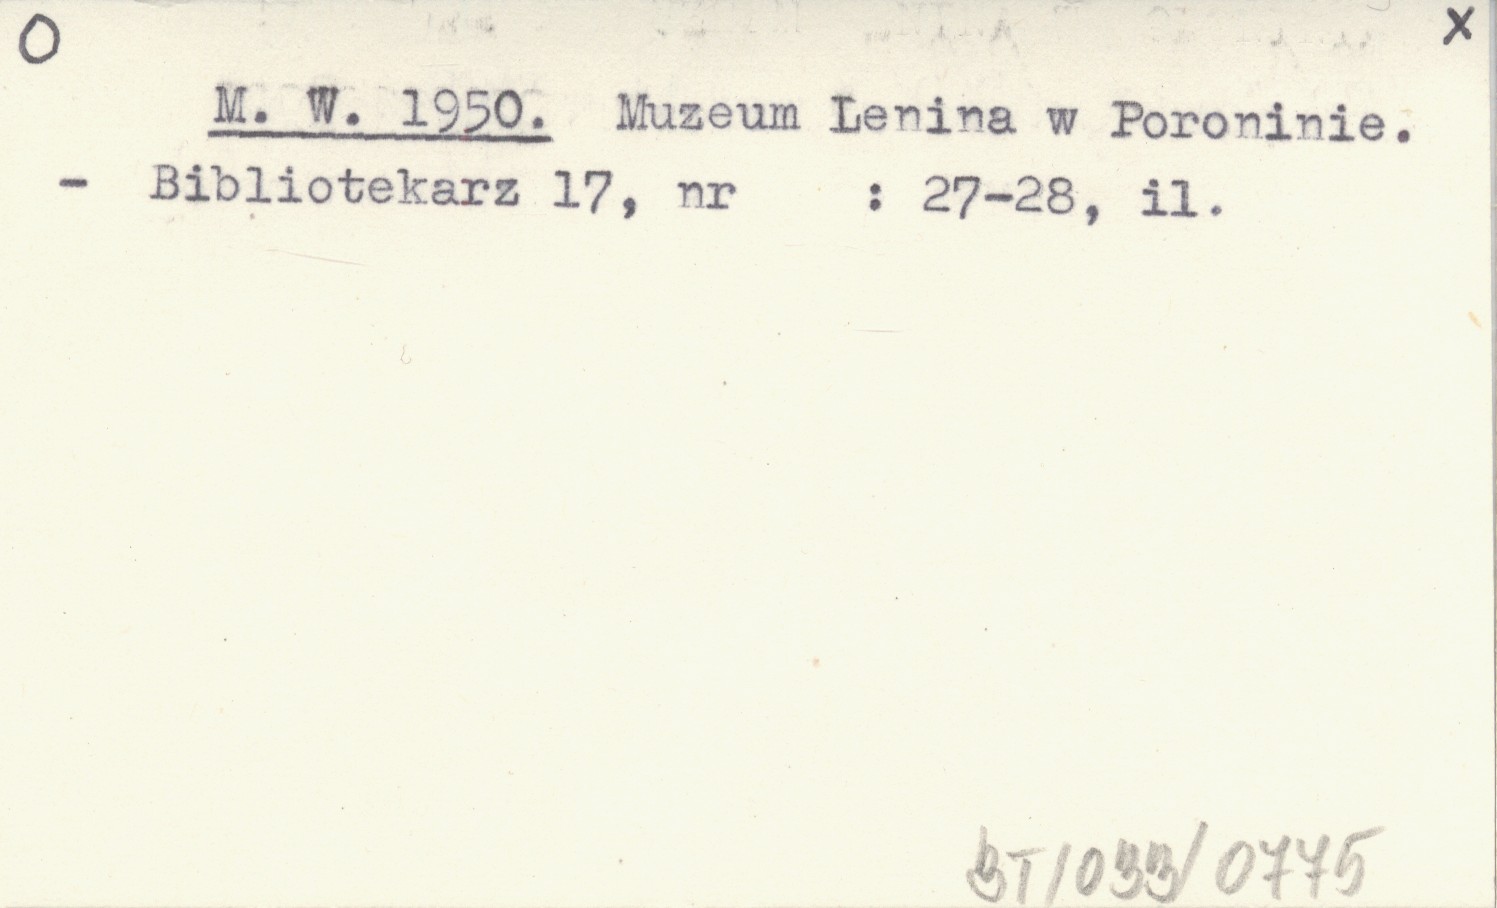 O X
M. W. 1950. Muzeum Lenina w Poroninie.
- Bibliotekarz 17, nr : 27-28, il.
BT/033/0775